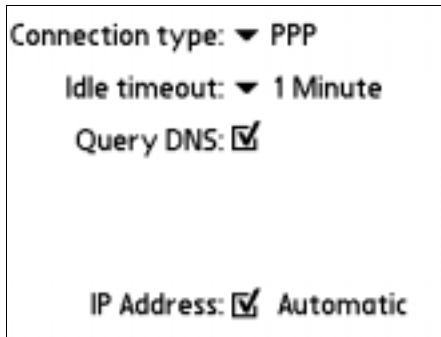 Connection type: PPP
Idle timeout: 1 Minute
Query DNS:
IP Address: Automatic